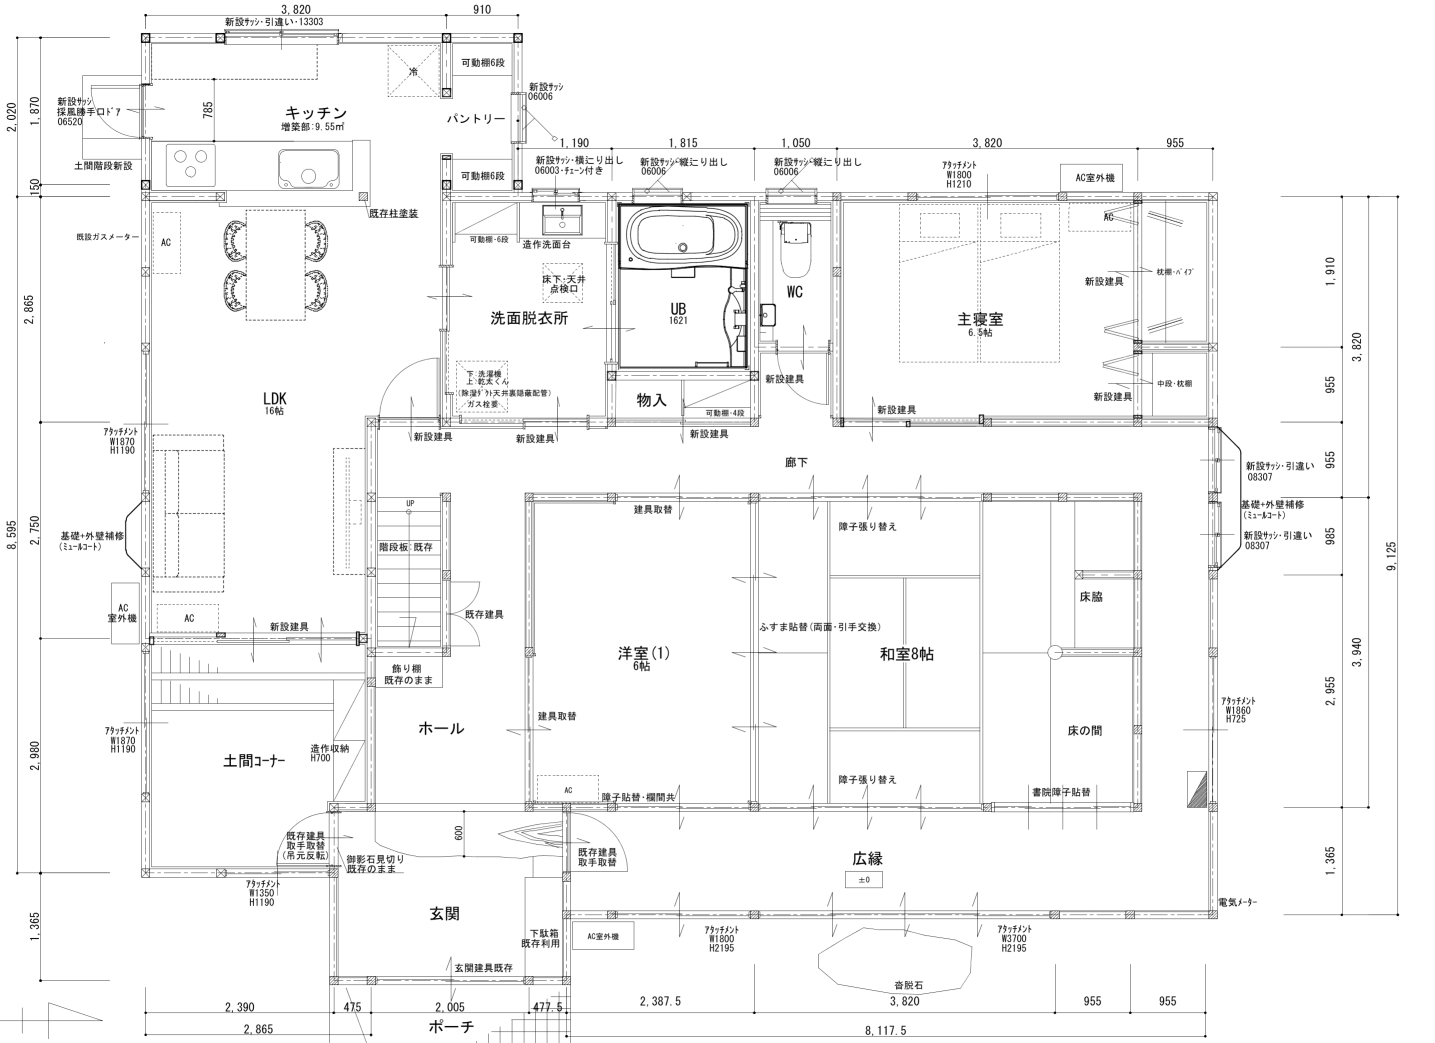 3,820
910
新設ｻｯｼ・引違い・13303
可動棚6段
冷
新設ｻｯｼ
06006
新設ｻｯｼ
採風勝手口ﾄﾞｱ
06520
2,020
1,870
785
キッチン
増築部:9.55㎡
パントリー
土間階段新設
150
可動棚6段
1,190
1,815
1,050
3,820
955
新設ｻｯｼ・横辷り出し
06003・ﾁｪｰﾝ付き
新設ｻｯｼ・縦辷り出し
06006
新設ｻｯｼ・縦辷り出し
06006
ｱﾀｯﾁﾒﾝﾄ
W1800
H1210
AC室外機
既存柱塗装
既設ガスメーター
AC
可動棚・6段
造作洗面台
AC
床下・天井
点検口
2,865
洗面脱衣所
UB
1621
WC
主寝室
6.5帖
新設建具
枕棚・ﾊﾟｲﾌﾟ
1,910
3,820
下:洗濯機
上:乾太くん
(除湿ﾀﾞｸﾄ天井裏隠蔽配管)
ガス栓要
新設建具
中段・枕棚
新設建具
955
LDK
16帖
物入
可動棚・4段
新設建具
新設建具
新設建具
新設建具
ｱﾀｯﾁﾒﾝﾄ
W1870
H1190
廊下
955
新設ｻｯｼ・引違い
08307
8,595
2,750
UP
建具取替
障子張り替え
基礎+外壁補修
(ﾐｭｰﾙｺｰﾄ)
新設ｻｯｼ・引違い
08307
985
9,125
基礎+外壁補修
(ﾐｭｰﾙｺｰﾄ)
階段板:既存
AC
室外機
AC
新設建具
既存建具
床脇
ふすま貼替(両面・引手交換)
洋室(1)
6帖
和室8帖
3,940
2,955
飾り棚
既存のまま
ｱﾀｯﾁﾒﾝﾄ
W1870
H1190
2,980
土間ｺｰﾅｰ
造作収納
H700
ホール
建具取替
床の間
ｱﾀｯﾁﾒﾝﾄ
W1860
H725
AC
障子貼替・欄間共
障子張り替え
書院障子貼替
既存建具
取手取替
(吊元反転)
600
御影石見切り
既存のまま
既存建具
取手取替
広縁
±0
1,365
ｱﾀｯﾁﾒﾝﾄ
W1350
H1190
玄関
1,365
下駄箱
既存利用
AC室外機
ｱﾀｯﾁﾒﾝﾄ
W1800
H2195
ｱﾀｯﾁﾒﾝﾄ
W3700
H2195
電気ﾒｰﾀｰ
玄関建具既存
沓脱石
2,390
475
2,005
477.5
2,387.5
3,820
955
955
2,865
ポーチ
8,117.5